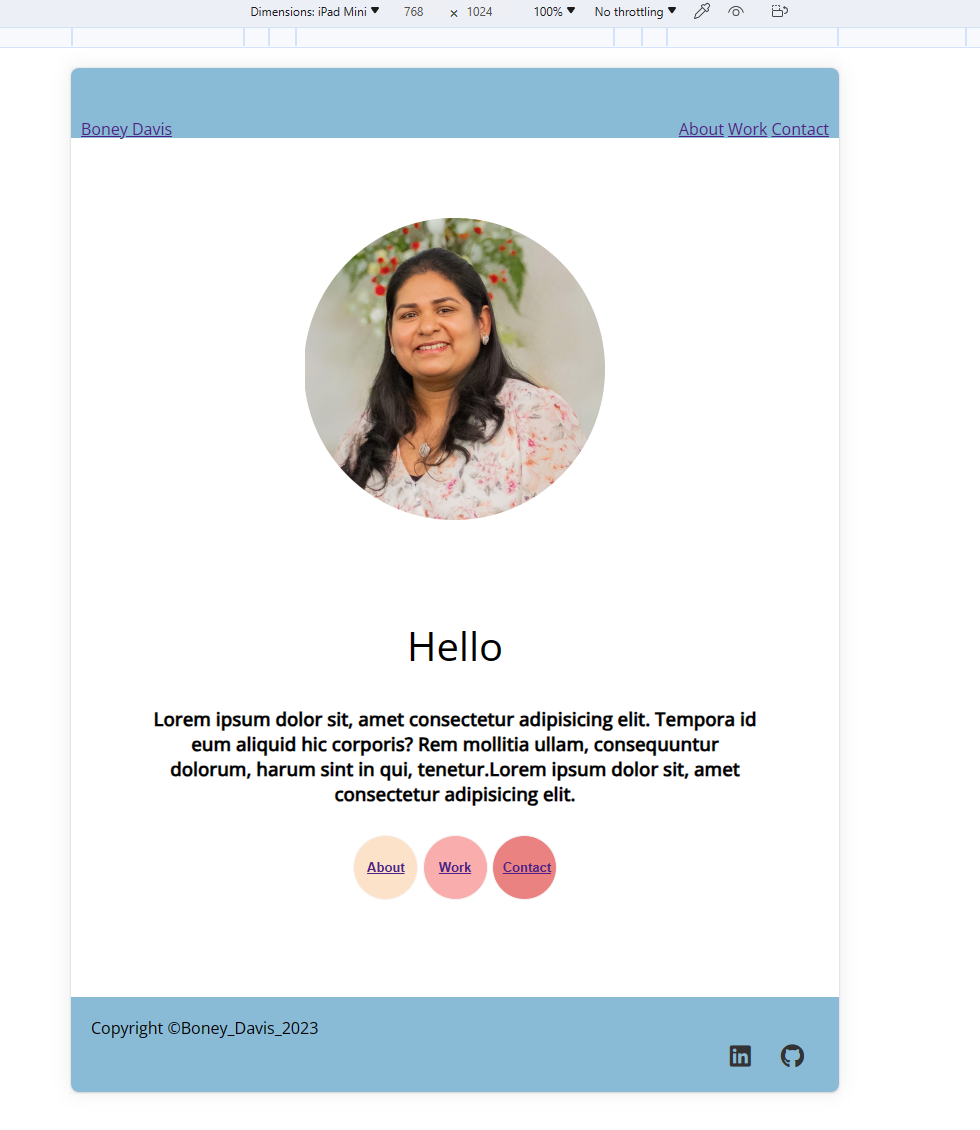 Dimensions: iPad Mini 768 × 1024 100% No throttling
Boney Davis About Work Contact
Hello
Lorem ipsum dolor sit, amet consectetur adipisicing elit. Tempora id
eum aliquid hic corporis? Rem mollitia ullam, consequuntur
dolorum, harum sint in qui, tenetur.Lorem ipsum dolor sit, amet
consectetur adipisicing elit.
About Work Contact
Copyright ©Boney_Davis_2023
in